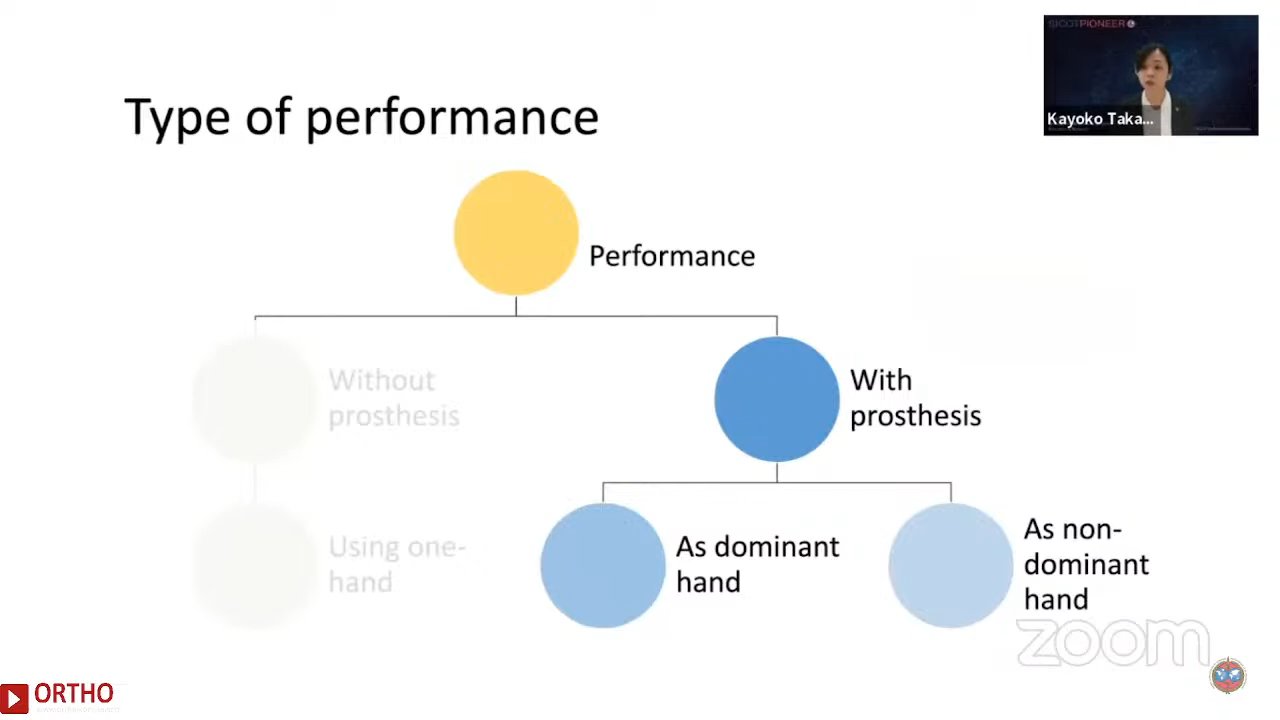 SICOTPIONEER
Kayoko Taka...
Type of performance
Performance
Without
prosthesis
With
prosthesis
Using one-
hand
As dominant
hand
As non-
dominant
hand
zoom
ORTHO